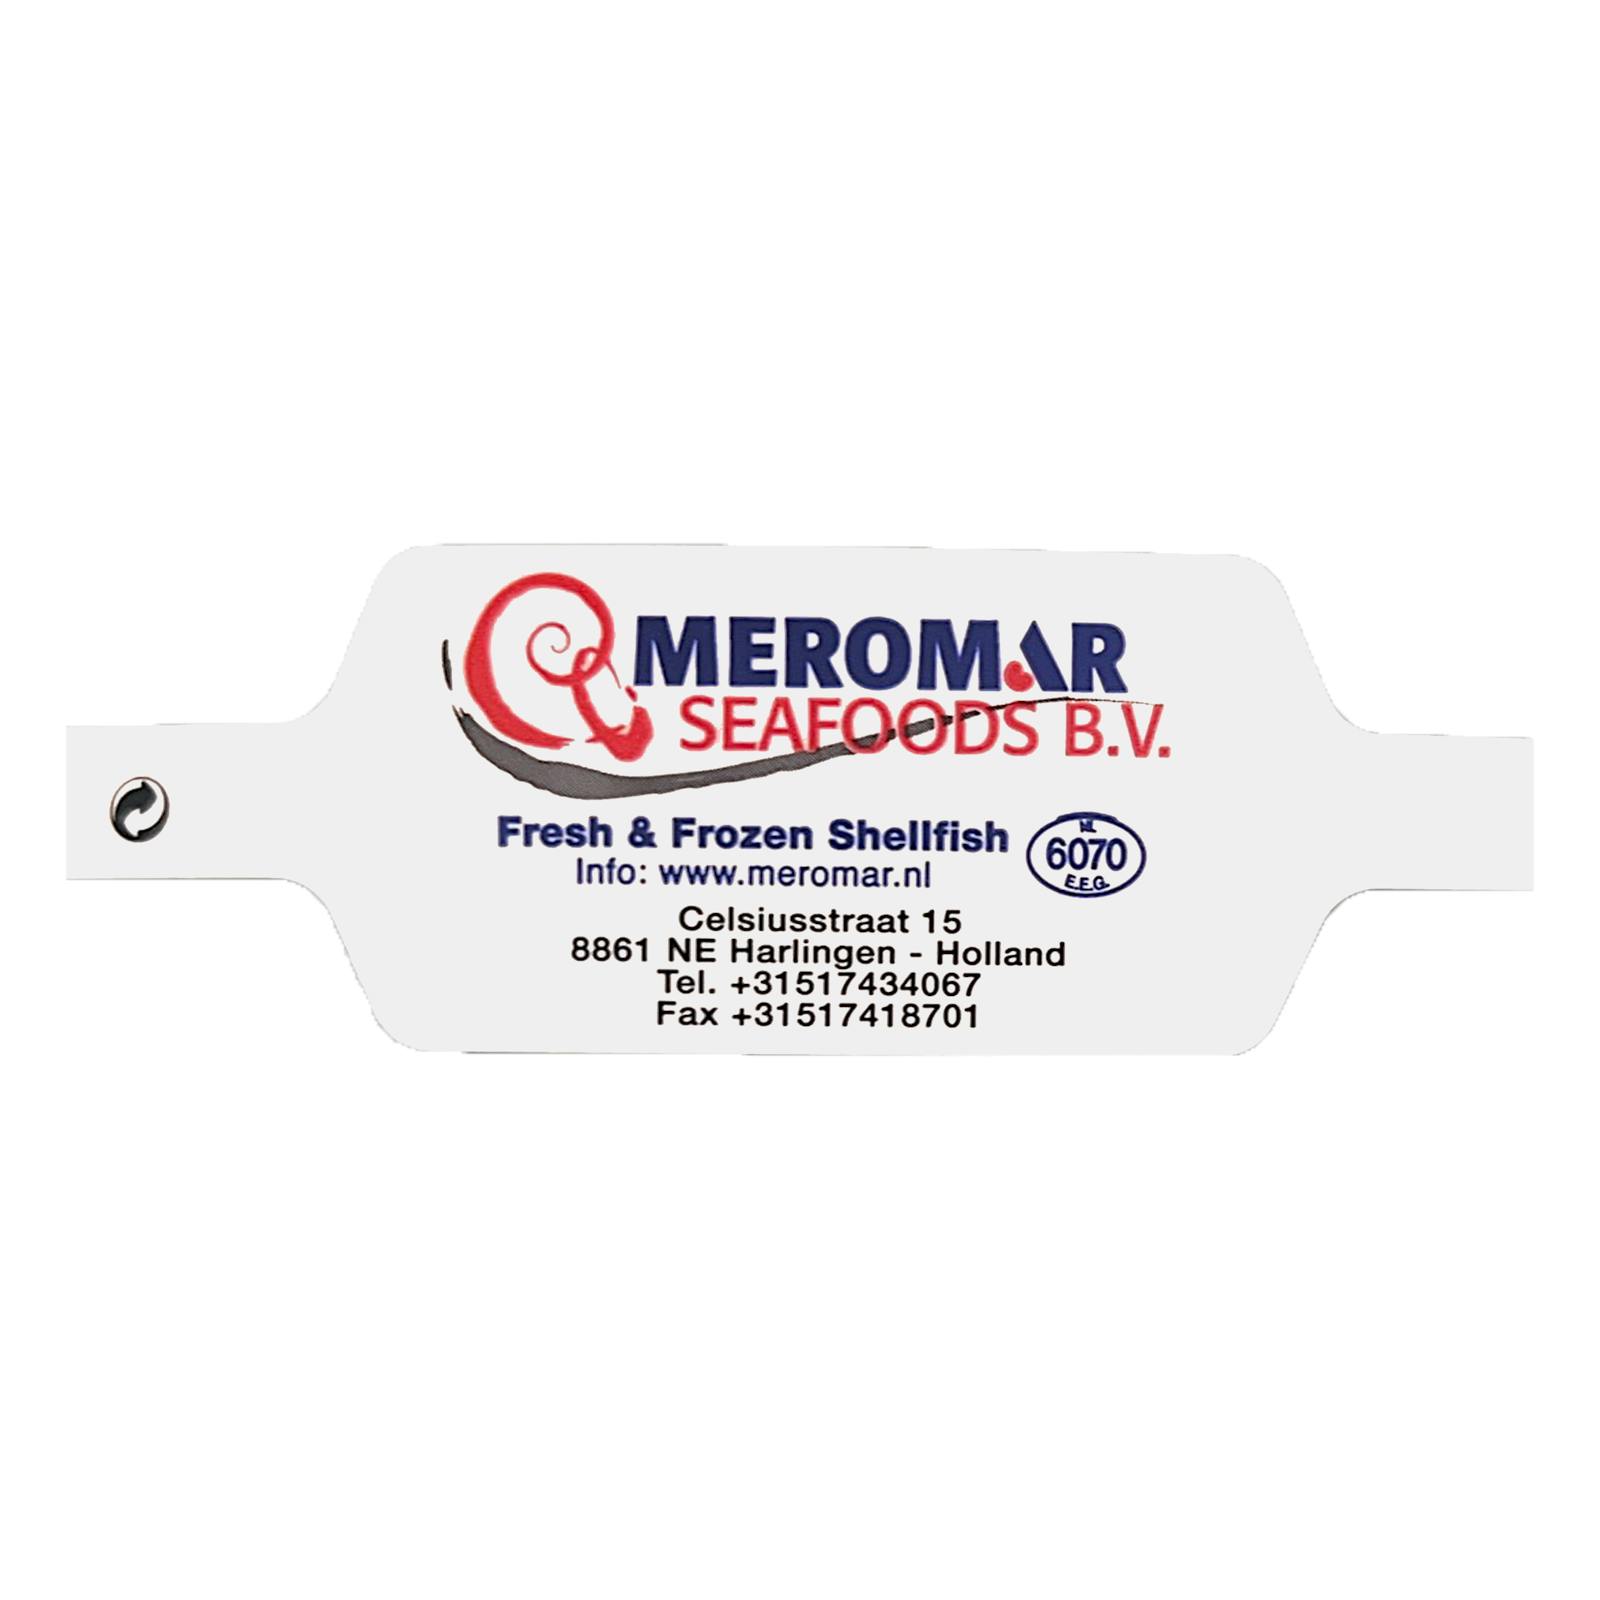 MEROMAR
SEAFOODS B.V.
Fresh & Frozen Shellfish
Info: www.meromar.nl
NL
6070
E.E.G.
Celsiusstraat 15
8861 NE Harlingen - Holland
Tel. +31517434067
Fax +31517418701